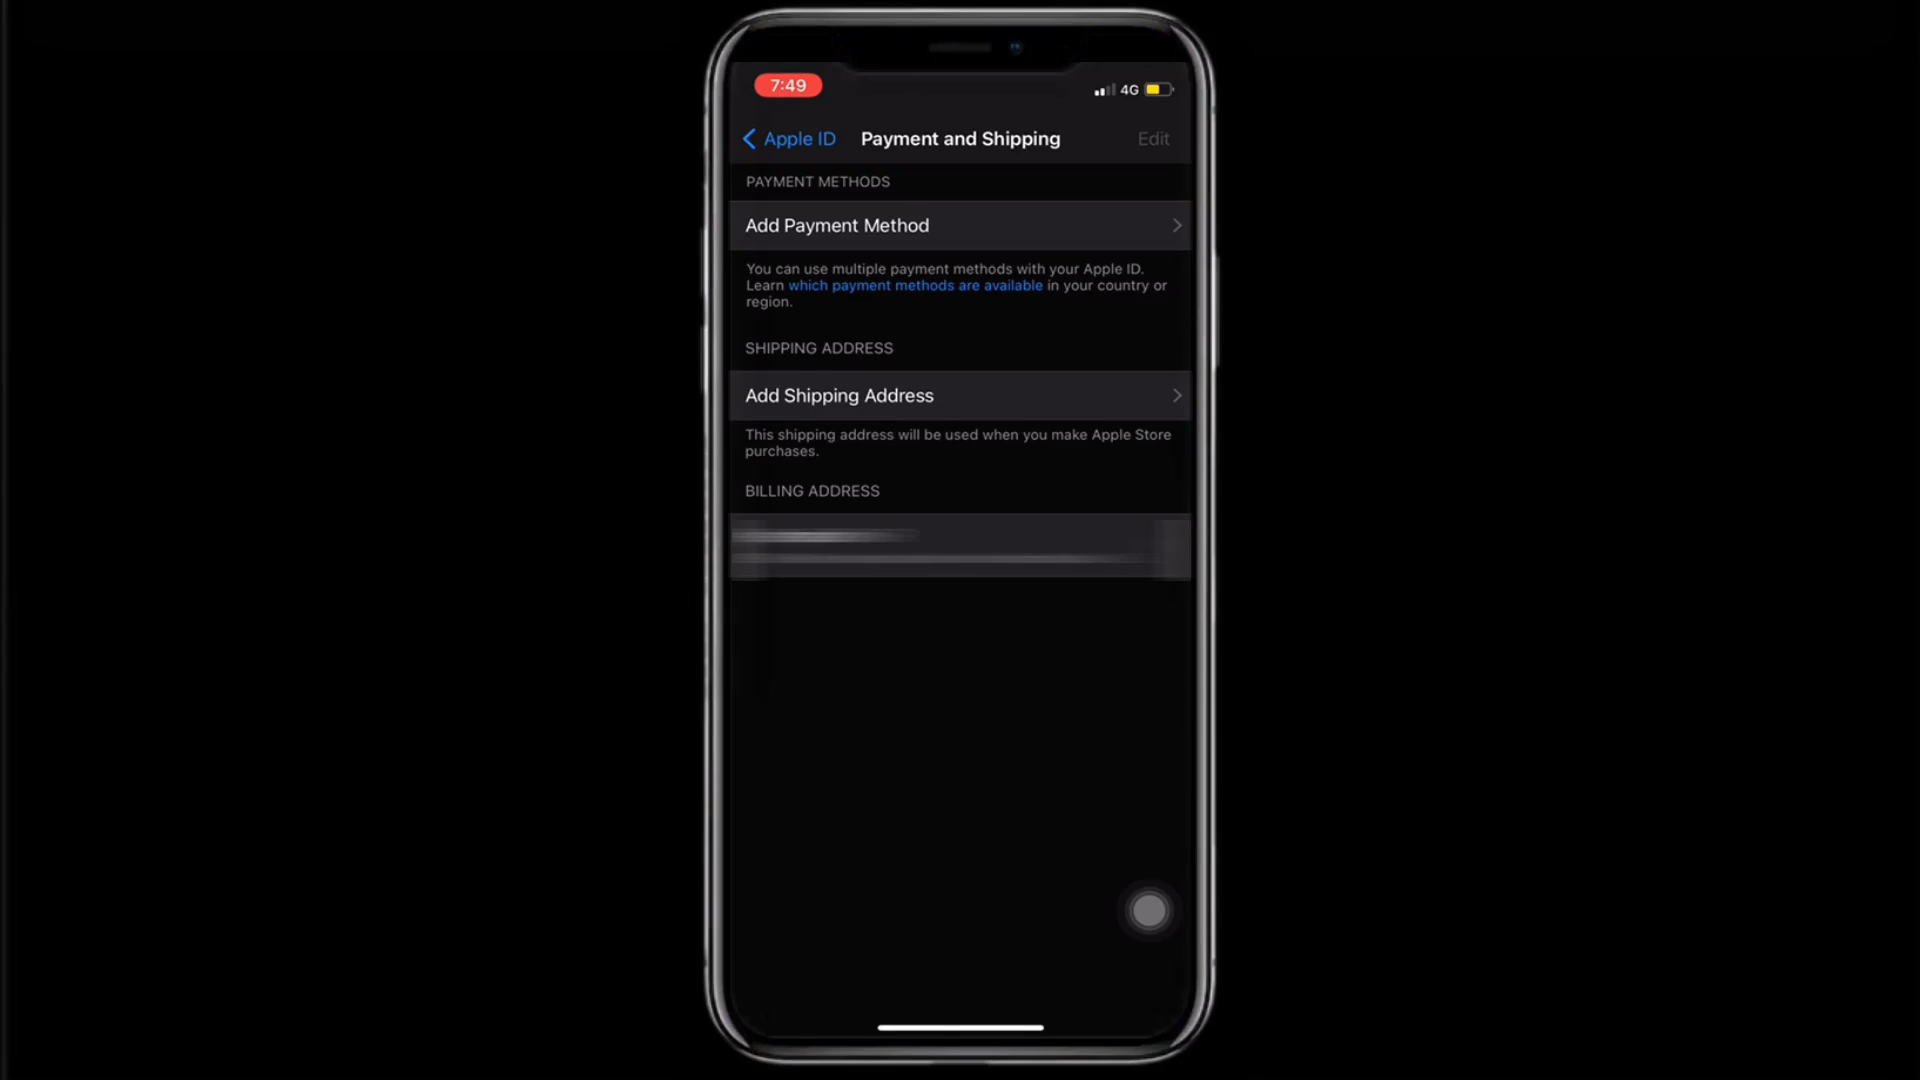 7:49
4G
Apple ID
Payment and Shipping
Edit
PAYMENT METHODS
Add Payment Method
You can use multiple payment methods with your Apple ID.
Learn which payment methods are available in your country or
region.
SHIPPING ADDRESS
Add Shipping Address
This shipping address will be used when you make Apple Store
purchases.
BILLING ADDRESS